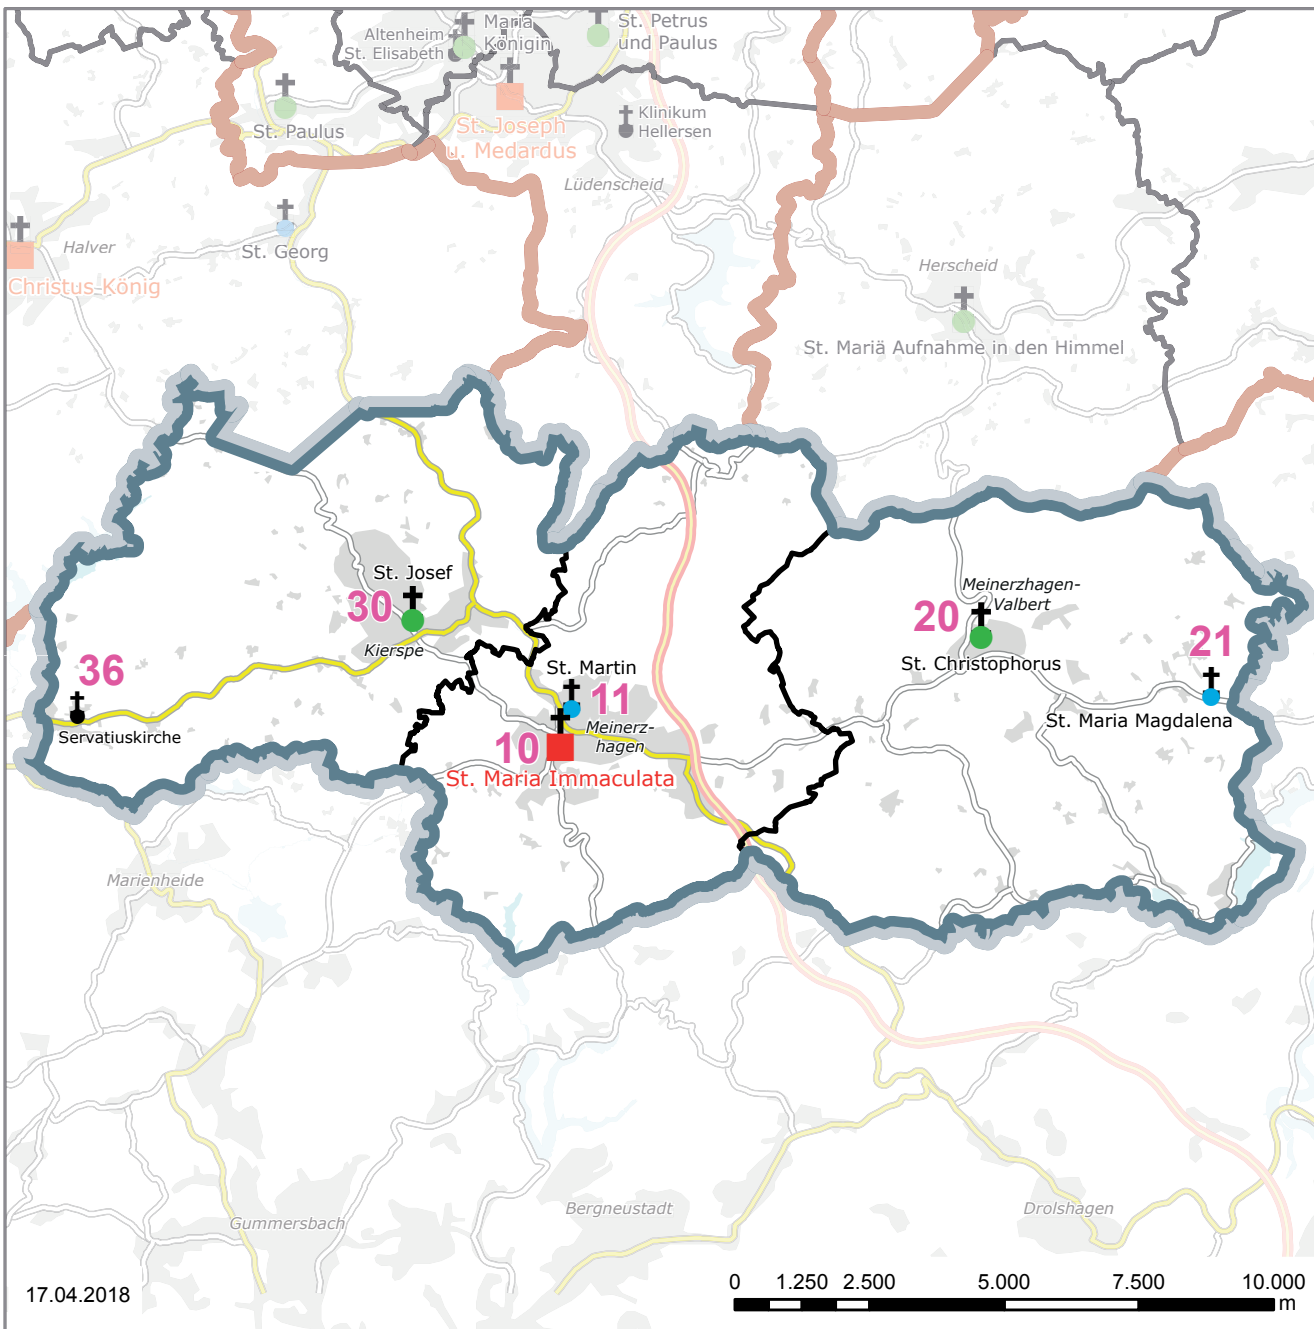 Altenheim
St. Elisabeth
Maria
Königin
St. Petrus
und Paulus
St. Paulus
St. Joseph
u. Medardus
Klinikum
Hellersen
Lüdenscheid
Halver
St. Georg
Christus König
Herscheid
St. Mariä Aufnahme in den Himmel
St. Josef
30
Kierspe
36
Servatiuskirche
St. Martin
11
Meinerz-
hagen
10
St. Maria Immaculata
Meinerzhagen-
Valbert
20
St. Christophorus
21
St. Maria Magdalena
Marienheide
Gummersbach
Bergneustadt
Drolshagen
17.04.2018
0 1.250 2.500 5.000 7.500 10.000
m